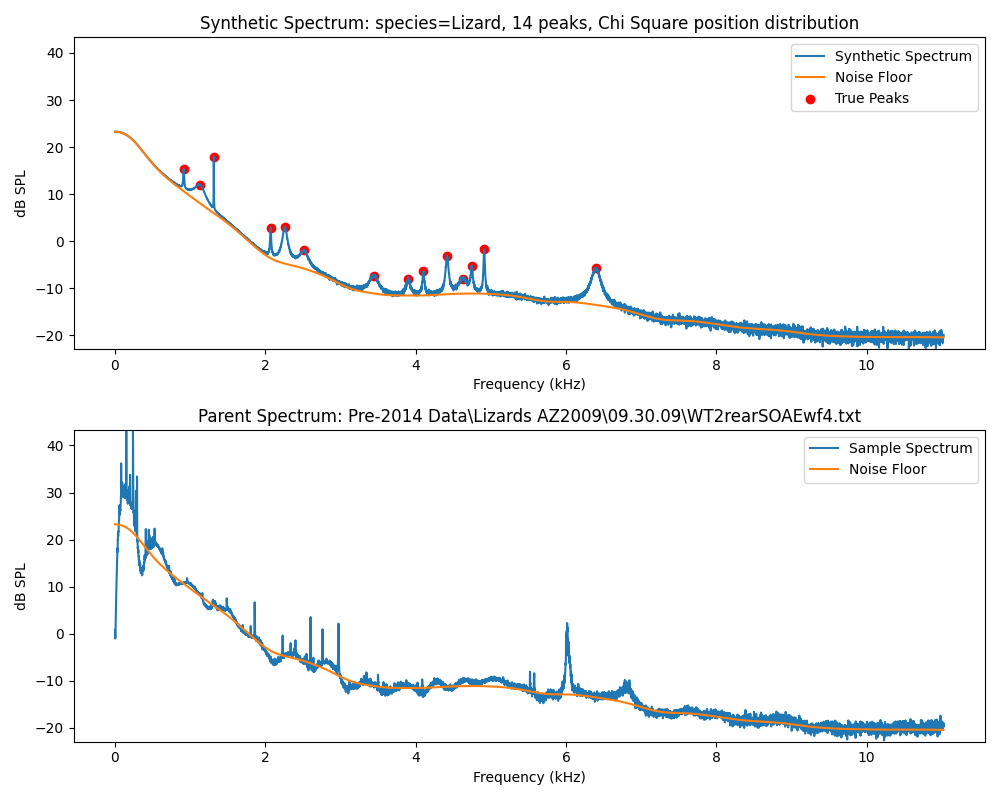 Synthetic Spectrum: species=Lizard, 14 peaks, Chi Square position distribution
40
30
20
10
0
−10
−20
dB SPL
Synthetic Spectrum
Noise Floor
True Peaks
0 2 4 6 8 10
Frequency (kHz)
Parent Spectrum: Pre-2014 Data\Lizards AZ2009\09.30.09\WT2rearSOAEwf4.txt
40
30
20
10
0
−10
−20
dB SPL
Sample Spectrum
Noise Floor
0 2 4 6 8 10
Frequency (kHz)